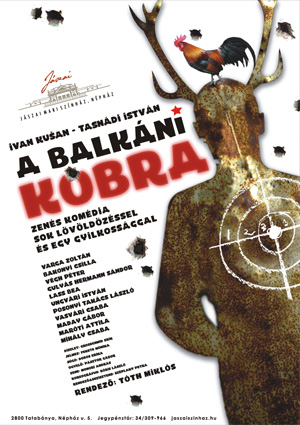 Jászai
JÁSZAI MARI SZÍNHÁZ, NÉPHÁZ
IVAN KUŠAN - TASNÁDI ISTVÁN
A BALKÁNI
KOBRA
ZENÉS KOMÉDIA
SOK LÖVÖLDÖZÉSSEL
ÉS EGY GYILKOSSÁGGAL
VARGA ZOLTÁN
BAKONYI CSILLA
VÉGH PÉTER
GULYÁS HERMANN SÁNDOR
LASS BEA
UNGVÁRI ISTVÁN
POSONYI TAKÁCS LÁSZLÓ
VASVÁRI CSABA
MADAY GÁBOR
MARÓTI ATTILA
MIHÁLY CSABA
RENDEZŐ: TÓTH MIKLÓS
2800 Tatabánya, Népház u. 5. Jegypénztár: 34/309-966 jaszaiszinhaz.hu